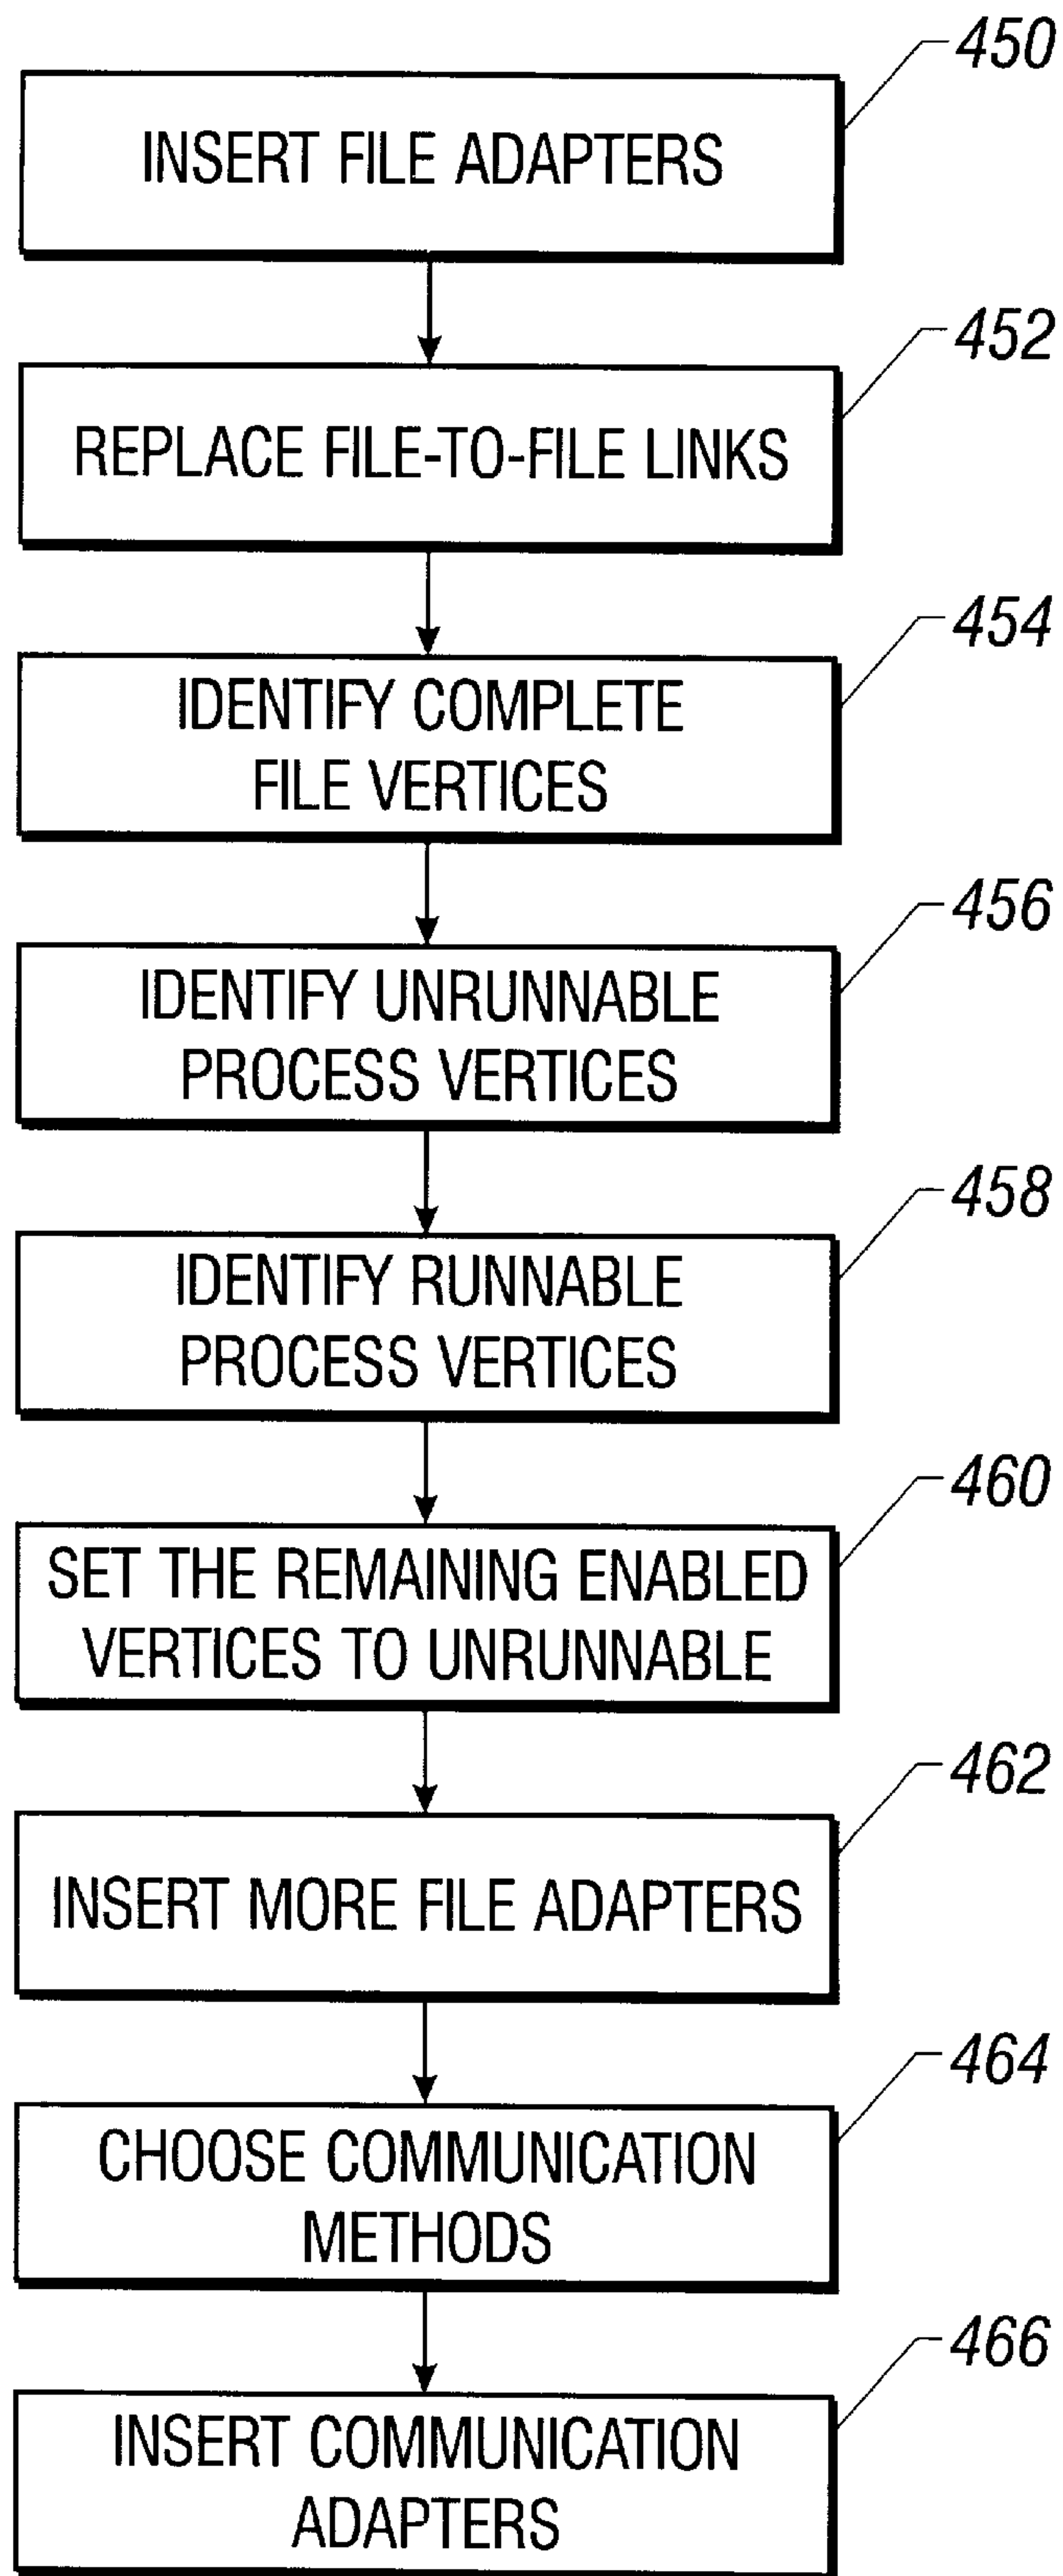 450
INSERT FILE ADAPTERS
452
REPLACE FILE-TO-FILE LINKS
454
IDENTIFY COMPLETE
FILE VERTICES
456
IDENTIFY UNRUNNABLE
PROCESS VERTICES
458
IDENTIFY RUNNABLE
PROCESS VERTICES
460
SET THE REMAINING ENABLED
VERTICES TO UNRUNNABLE
462
INSERT MORE FILE ADAPTERS
464
CHOOSE COMMUNICATION
METHODS
466
INSERT COMMUNICATION
ADAPTERS